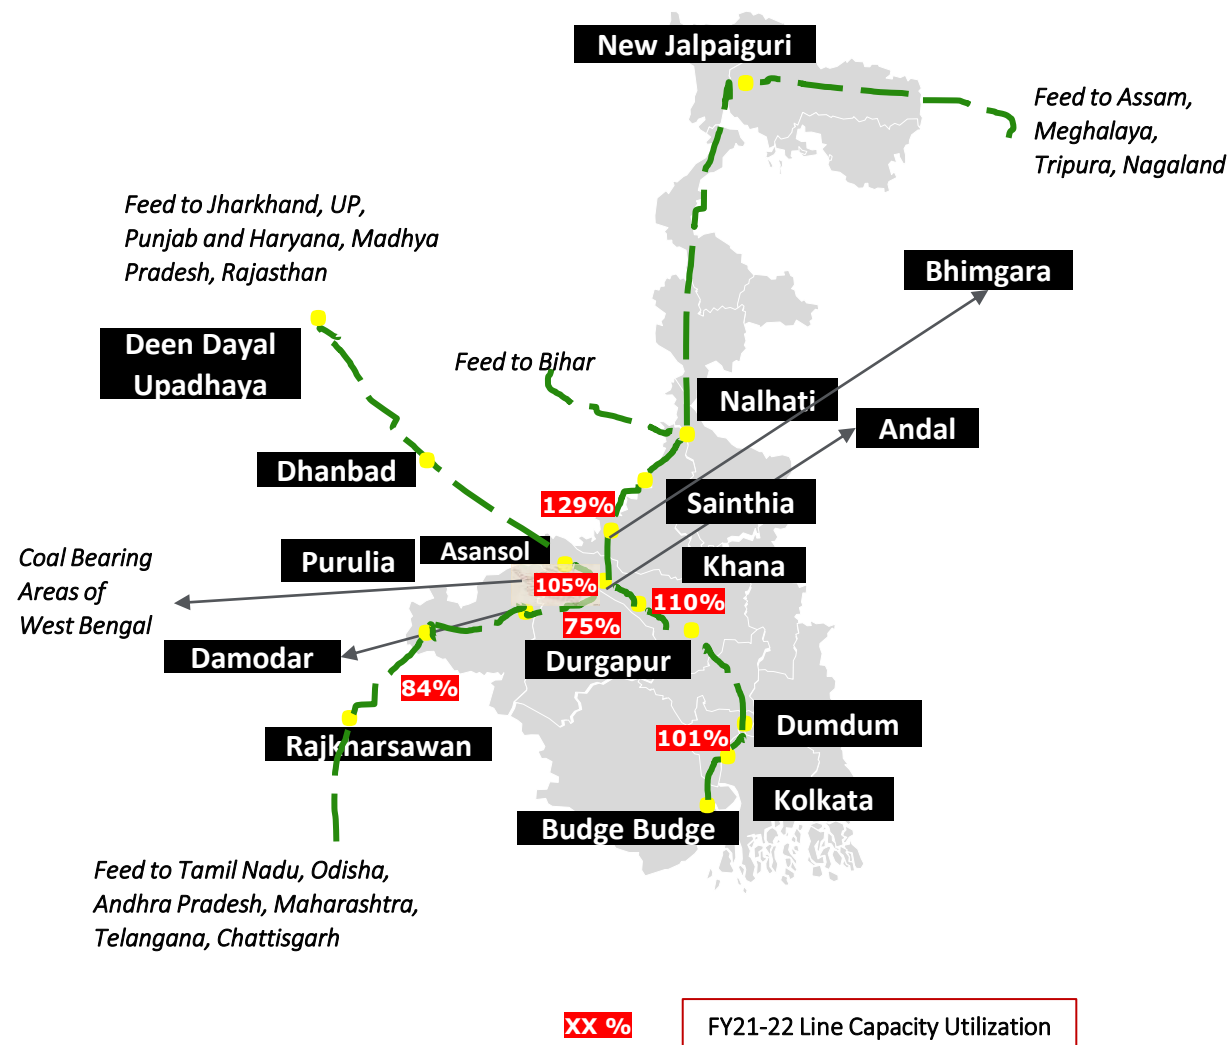 New Jalpaiguri
Feed to Assam,
Meghalaya,
Tripura, Nagaland
Feed to Jharkhand, UP,
Punjab and Haryana, Madhya
Pradesh, Rajasthan
Bhimgara
Deen Dayal
Upadhaya
Feed to Bihar
Nalhati
Andal
Dhanbad
Sainthia
129%
Asansol
Purulia
Khana
Coal Bearing
Areas of
West Bengal
105%
110%
75%
Damodar
Durgapur
84%
Rajkharsawan
101%
Dumdum
Kolkata
Budge Budge
Feed to Tamil Nadu, Odisha,
Andhra Pradesh, Maharashtra,
Telangana, Chattisgarh
XX %
FY21-22 Line Capacity Utilization